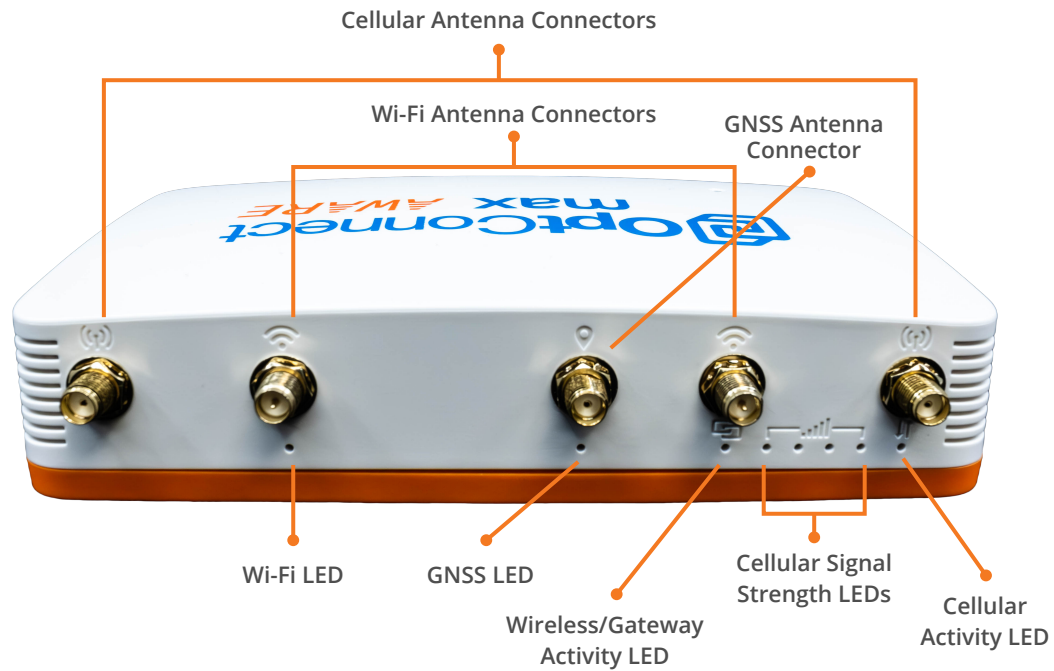 Cellular Antenna Connectors
Wi-Fi Antenna Connectors
GNSS Antenna
Connector
OptConnect
max
AWARE
Wi-Fi LED
GNSS LED
Wireless/Gateway
Activity LED
Cellular Signal
Strength LEDs
Cellular
Activity LED